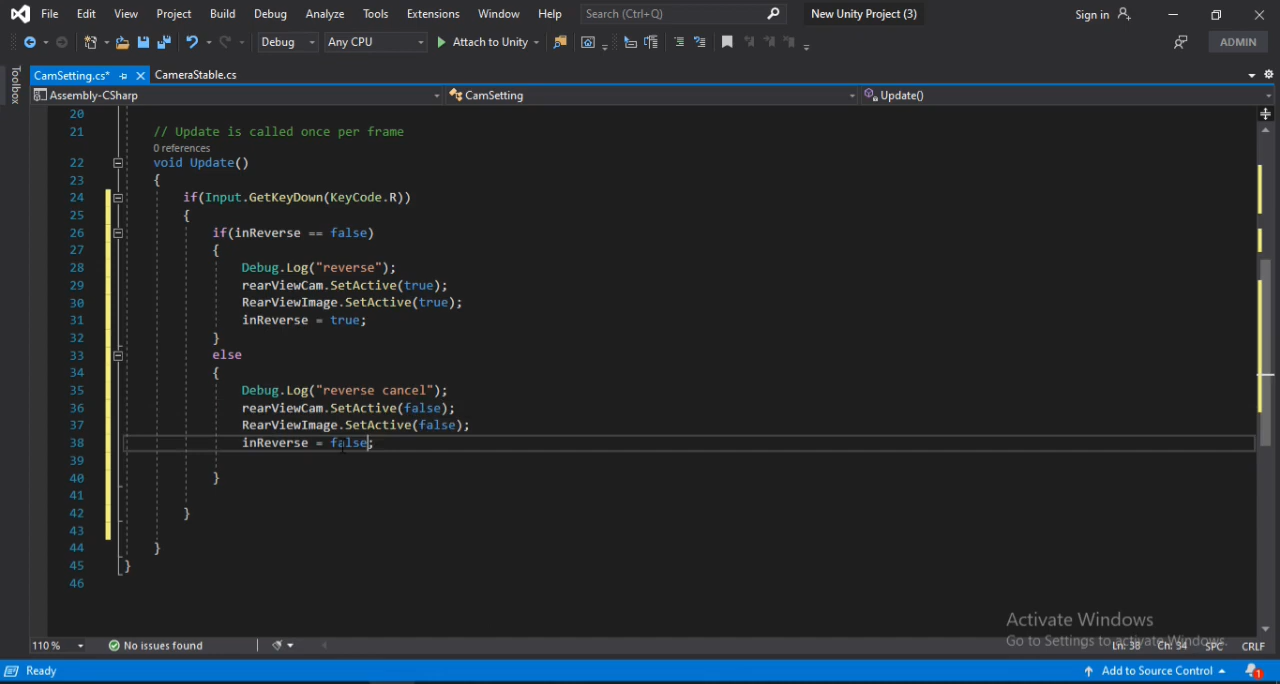 File Edit View Project Build Debug Analyze Tools Extensions Window Help Search (Ctrl+Q) New Unity Project (3) Sign in
Debug Any CPU Attach to Unity ADMIN
Toolbox
CamSetting.cs* CameraStable.cs
Assembly-CSharp CamSetting Update()
20
21 // Update is called once per frame
0 references
22 void Update()
23 {
24 if(Input.GetKeyDown(KeyCode.R))
25 {
26 if(inReverse == false)
27 {
28 Debug.Log("reverse");
29 rearViewCam.SetActive(true);
30 RearViewImage.SetActive(true);
31 inReverse = true;
32 }
33 else
34 {
35 Debug.Log("reverse cancel");
36 rearViewCam.SetActive(false);
37 RearViewImage.SetActive(false);
38 inReverse = false;
39
40 }
41
42 }
43
44 }
45 }
46
Activate Windows
Go to Settings to activate Windows.
110 % No issues found Ln: 38 Ch: 34 SPC CRLF
Ready Add to Source Control 1